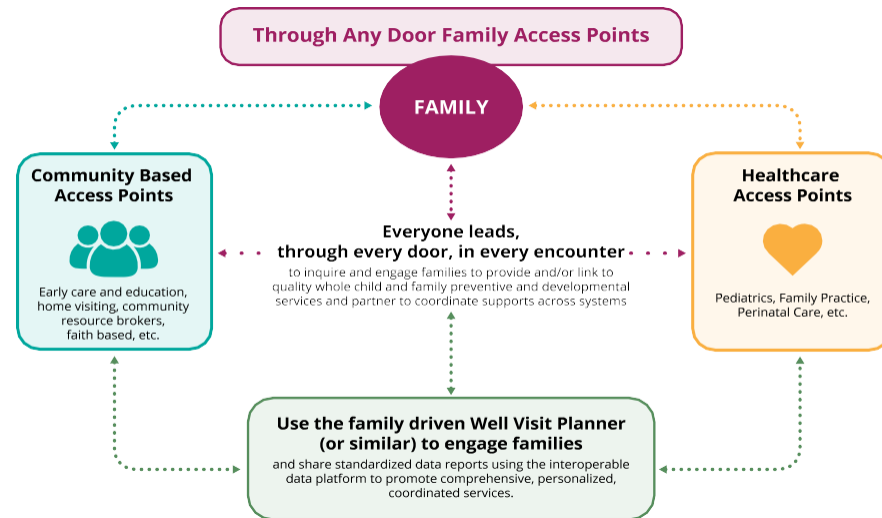 Through Any Door Family Access Points
FAMILY
Community Based
Access Points
Early care and education,
home visiting, community
resource brokers,
faith based, etc.
Everyone leads,
through every door, in every encounter
to inquire and engage families to provide and/or link to
quality whole child and family preventive and developmental
services and partner to coordinate supports across systems
Healthcare
Access Points
Pediatrics, Family Practice,
Perinatal Care, etc.
Use the family driven Well Visit Planner
(or similar) to engage families
and share standardized data reports using the interoperable
data platform to promote comprehensive, personalized,
coordinated services.